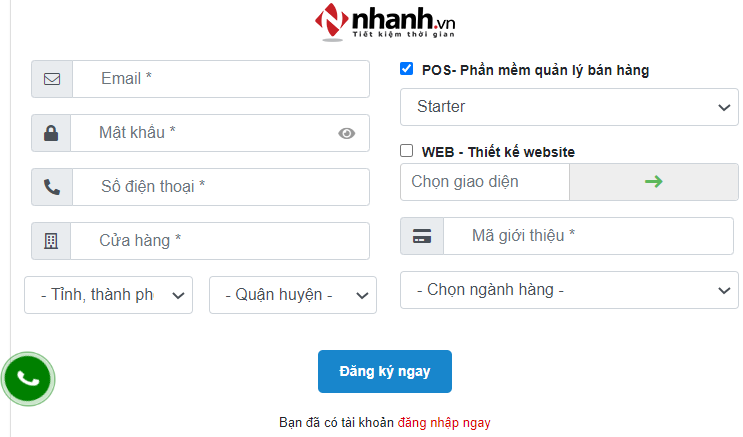 nhanh.vn
Tiết kiệm thời gian
Email *
Mật khẩu *
Số điện thoại *
Cửa hàng *
- Tỉnh, thành ph
- Quận huyện -
POS- Phần mềm quản lý bán hàng
Starter
WEB - Thiết kế website
Chọn giao diện
Mã giới thiệu *
- Chọn ngành hàng -
Đăng ký ngay
Bạn đã có tài khoản đăng nhập ngay